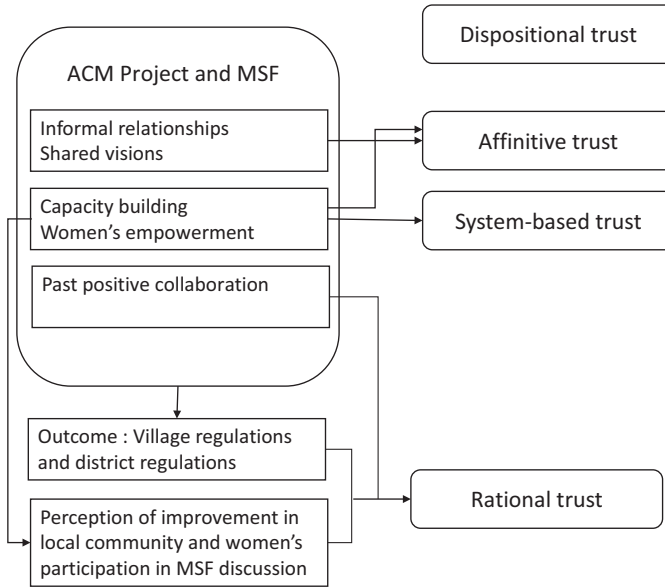 Dispositional trust
ACM Project and MSF
Informal relationships
Shared visions
Affinitive trust
Capacity building
Women's empowerment
System-based trust
Past positive collaboration
Outcome : Village regulations
and district regulations
Rational trust
Perception of improvement in
local community and women's
participation in MSF discussion